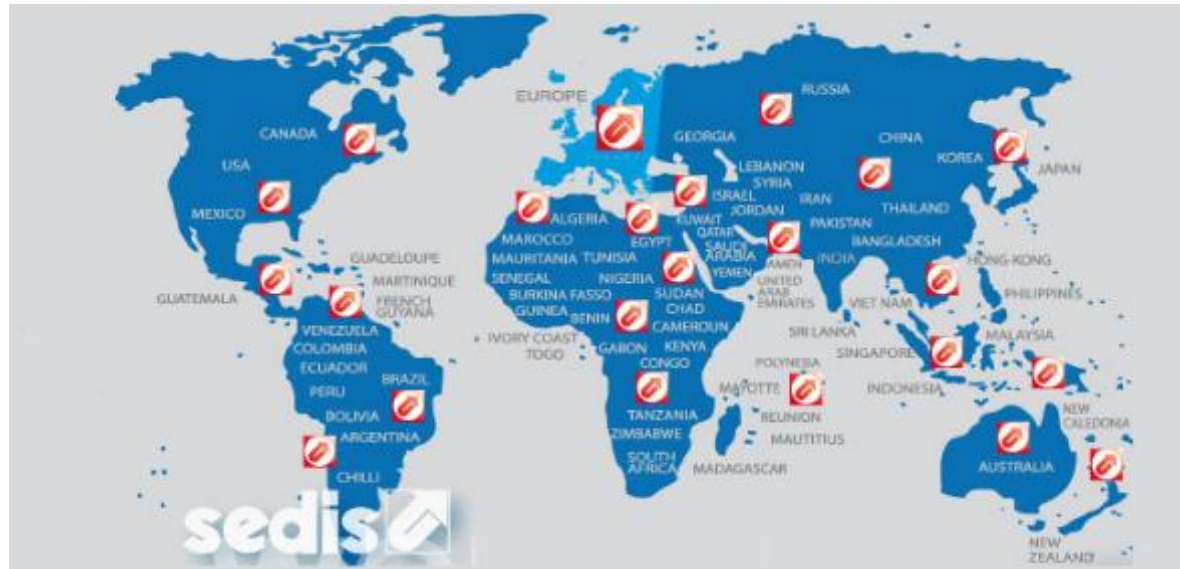 EUROPE
RUSSIA
CANADA
GEORGIA
CHINA
USA
LEBANON
KOREA
JAPAN
SYRIA
ISRAEL
IRAN
MEXICO
ALGERIA
KUWAIT
JORDAN
THAILAND
MAROCCO
EGYPT
QATAR
PAKISTAN
SAUDI
ARABIA
BANGLADESH
GUADELOUPE
MAURITANIA
TUNISIA
INDIA
HONG-KONG
MARTINIQUE
SENEGAL
NIGERIA
YEMEN
GUATEMALA
FRENCH
GUYANA
BURKINA FASSO
SUDAN
UNITED
ARAB
EMIRATES
VIET NAM
PHILIPPINES
GUINEA
BENIN
CHAD
VENEZUELA
CAMEROUN
SRI LANKA
MALAYSIA
COLOMBIA
IVORY COAST
TOGO
GABON
KENYA
SINGAPORE
ECUADOR
CONGO
BRAZIL
PERU
MAYOTTE
INDONESIA
BOLIVIA
TANZANIA
REUNION
NEW
CALEDONIA
ARGENTINA
ZIMBABWE
MAUTITIUS
CHILLI
SOUTH
AFRICA
MADAGASCAR
AUSTRALIA
sedis
NEW
ZEALANDI